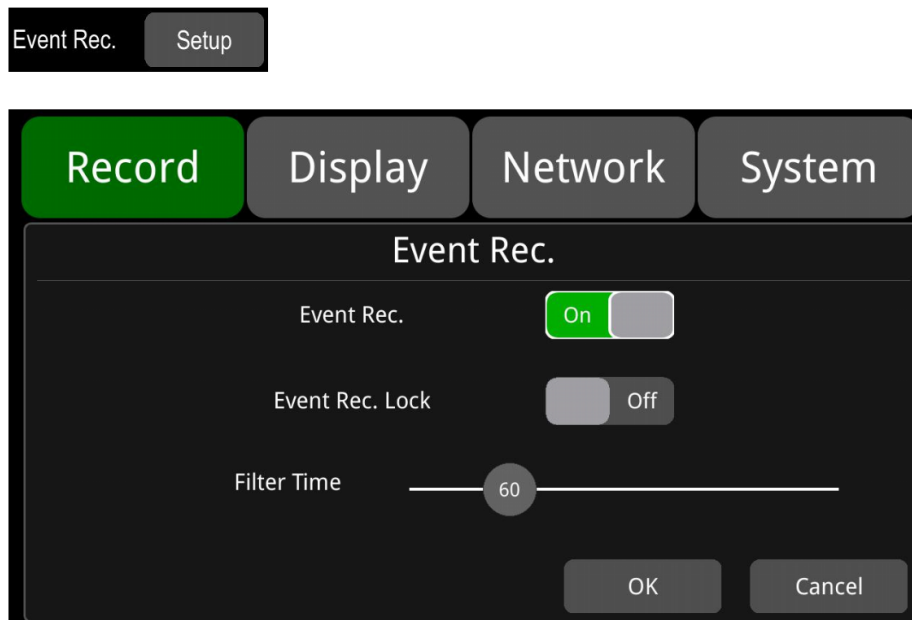 Event Rec. Setup
Record Display Network System
Event Rec.
Event Rec. On
Event Rec. Lock Off
Filter Time 60
OK Cancel